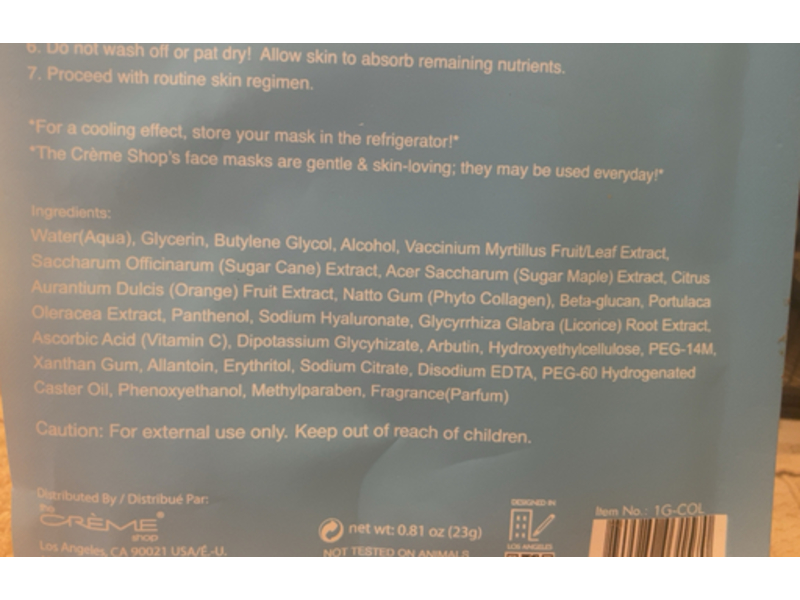 6. Do not wash off or pat dry! Allow skin to absorb remaining nutrients.
7. Proceed with routine skin regimen.
*For a cooling effect, store your mask in the refrigerator!*
*The Crème Shop's face masks are gentle & skin-loving; they may be used everyday!*
Ingredients:
Water(Aqua), Glycerin, Butylene Glycol, Alcohol, Vaccinium Myrtillus Fruit/Leaf Extract,
Saccharum Officinarum (Sugar Cane) Extract, Acer Saccharum (Sugar Maple) Extract, Citrus
Aurantium Dulcis (Orange) Fruit Extract, Natto Gum (Phyto Collagen), Beta-glucan, Portulaca
Oleracea Extract, Panthenol, Sodium Hyaluronate, Glycyrrhiza Glabra (Licorice) Root Extract,
Ascorbic Acid (Vitamin C), Dipotassium Glycyhizate, Arbutin, Hydroxyethylcellulose, PEG-14M,
Xanthan Gum, Allantoin, Erythritol, Sodium Citrate, Disodium EDTA, PEG-60 Hydrogenated
Caster Oil, Phenoxyethanol, Methylparaben, Fragrance(Parfum)
Caution: For external use only. Keep out of reach of children.
Distributed By / Distribué Par:
the
CRÈME®
shop
Los Angeles, CA 90021 USA/É.-U.
net wt: 0.81 oz (23g)
NOT TESTED ON ANIMALS
DESIGNED IN
LOS ANGELES
Item No.: 1G-COL